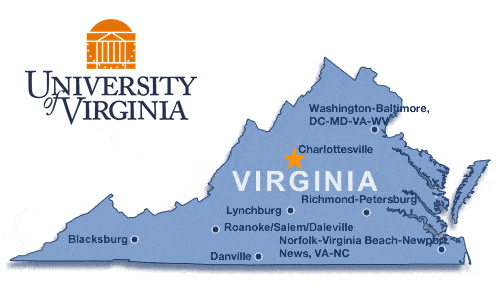 UNIVERSITY
of VIRGINIA
Washington-Baltimore,
DC-MD-VA-WV
Charlottesville
VIRGINIA
Richmond-Petersburg
Lynchburg
Roanoke/Salem/Daleville
Blacksburg
Norfolk-Virginia Beach-Newport
News, VA-NC
Danville